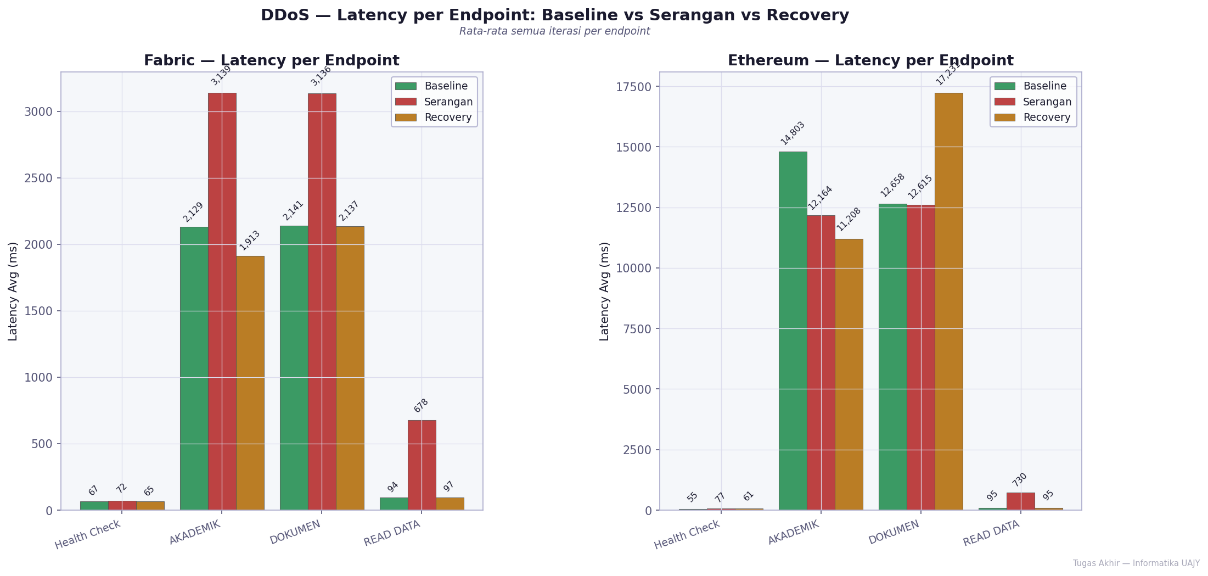 DDoS — Latency per Endpoint: Baseline vs Serangan vs Recovery
Rata-rata semua iterasi per endpoint
Fabric — Latency per Endpoint
Latency Avg (ms)
3000
2500
2000
1500
1000
500
0
67
72
65
2,129
3,139
1,913
2,141
3,136
2,137
94
678
97
Baseline
Serangan
Recovery
Health Check
AKADEMIK
DOKUMEN
READ DATA
Ethereum — Latency per Endpoint
Latency Avg (ms)
17500
15000
12500
10000
7500
5000
2500
0
55
77
61
14,803
12,164
11,208
12,658
12,615
95
730
95
Baseline
Serangan
Recovery
Health Check
AKADEMIK
DOKUMEN
READ DATA
Tugas Akhir — Informatika UAJY